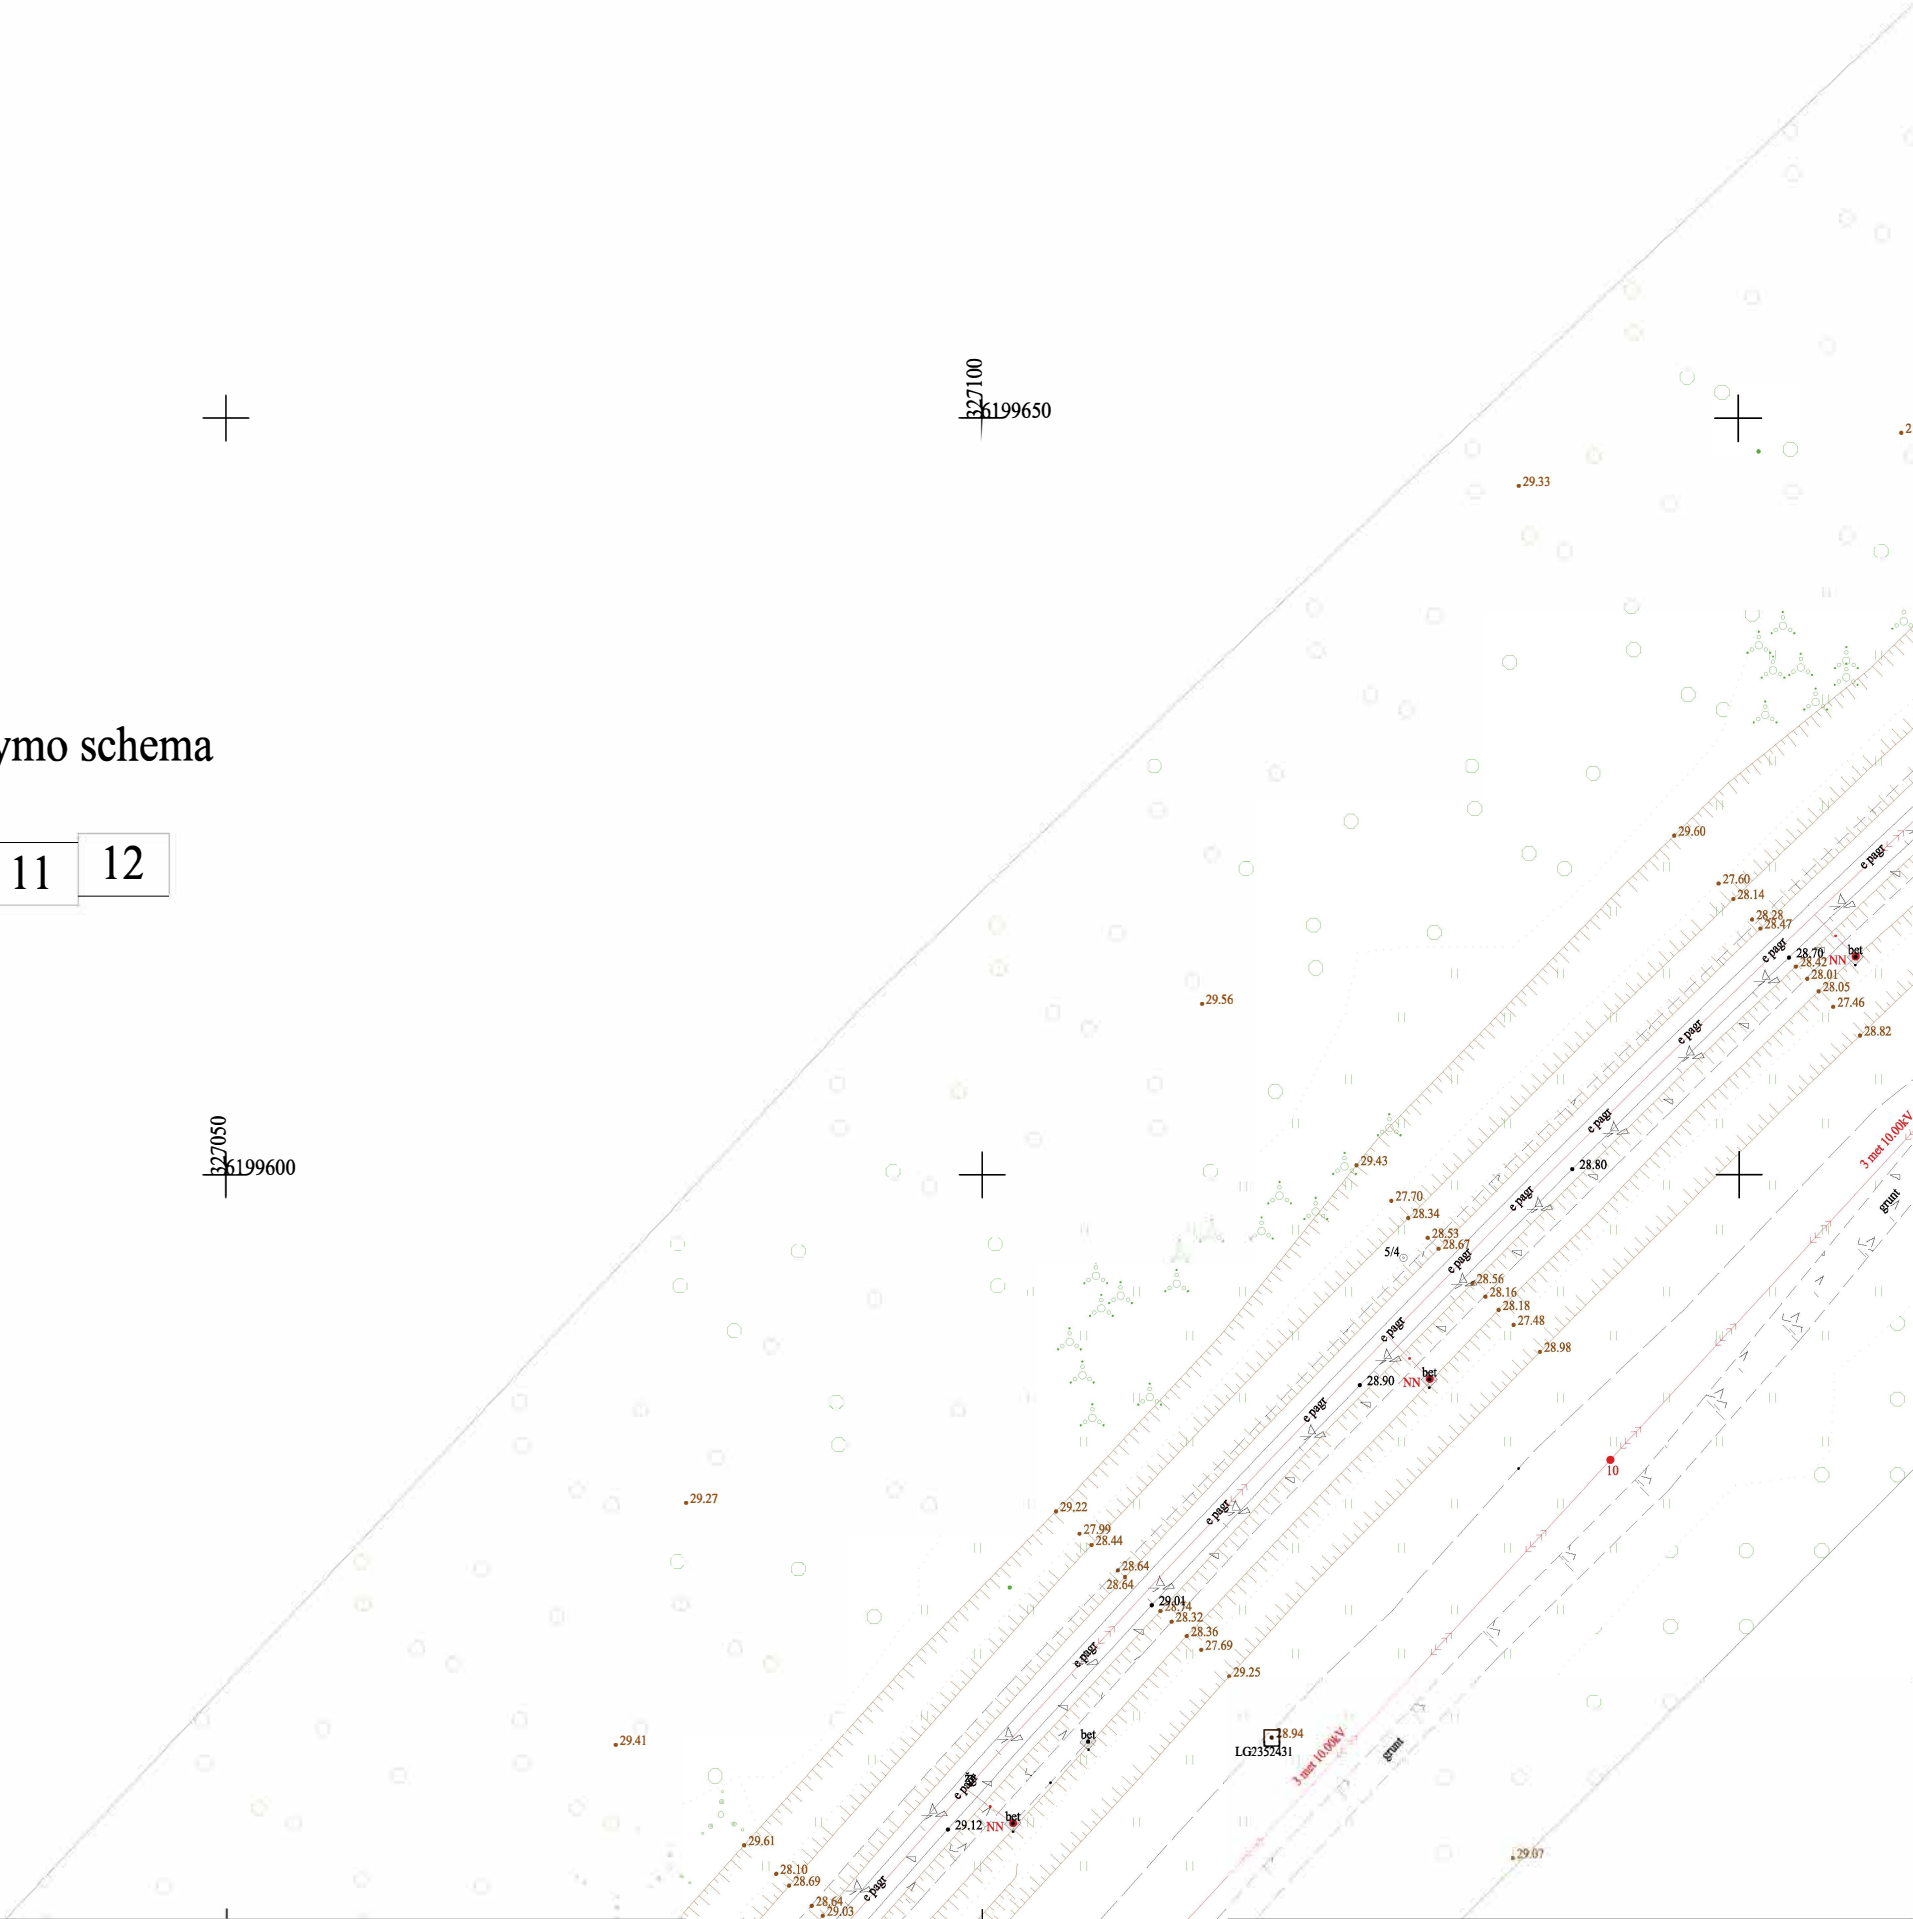 327100
6199650
29.33
ymo schema
11
12
29.60
e pagr
27.60
28.14
28.28
28.47
e pagr
28.70
bet
NN
28.42
28.01
28.05
27.46
28.82
29.56
e pagr
327050
6199600
e pagr
3 met 10.00kV
29.43
28.80
27.70
e pagr
grunt
28.34
28.53
28.67
5/4
e pagr
28.56
28.16
28.18
27.48
e pagr
28.98
28.90
NN
bet
e pagr
10
29.27
29.22
e pagr
27.99
28.44
28.64
28.64
29.01
28.74
28.32
28.36
27.69
e pagr
29.25
29.41
bet
28.94
LG2352431
3 met 10.00kV
grunt
e pagr
29.12
NN
bet
29.61
29.07
28.10
28.69
e pagr
28.64
29.03